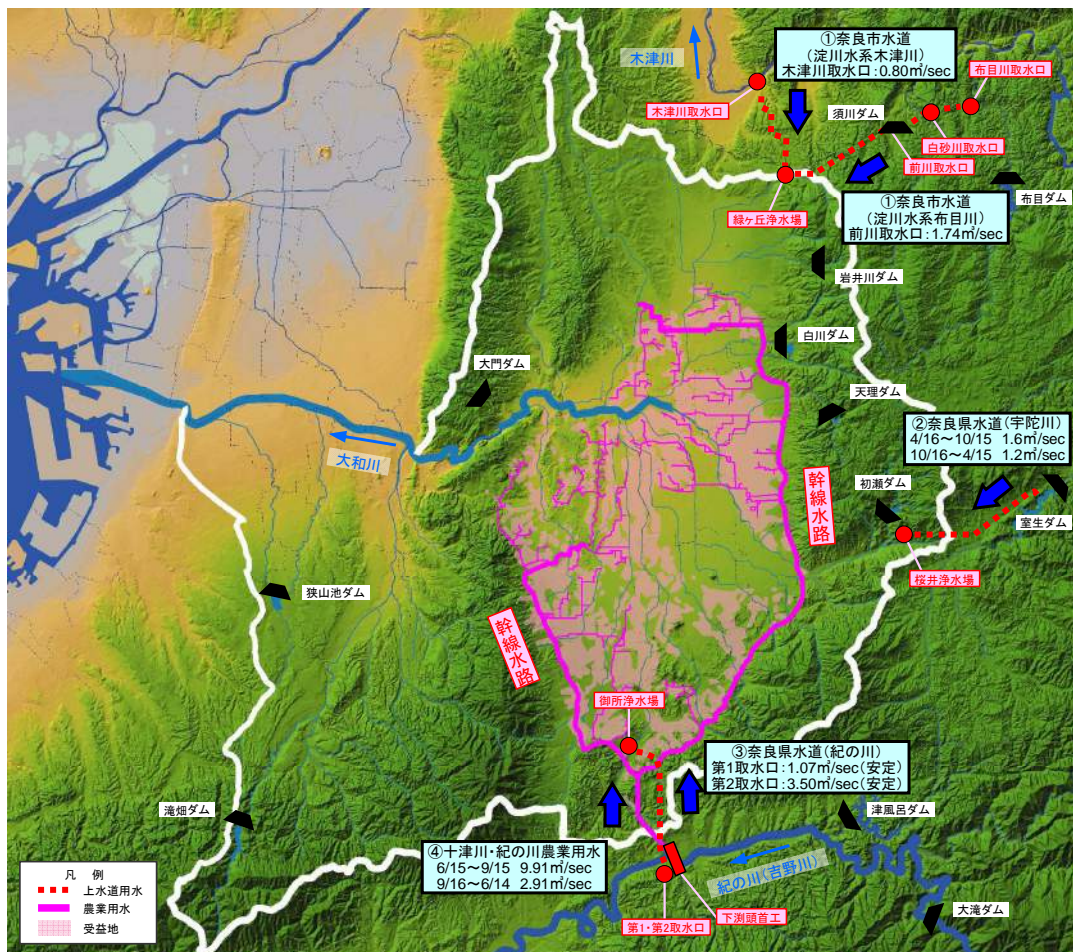 ①奈良市水道
(淀川水系木津川)
木津川取水口:0.80㎥/sec
木津川
布目川取水口
木津川取水口
須川ダム
白砂川取水口
前川取水口
布目ダム
緑ヶ丘浄水場
①奈良市水道
(淀川水系布目川)
前川取水口:1.74㎥/sec
岩井川ダム
白川ダム
大門ダム
天理ダム
②奈良県水道(宇陀川)
4/16~10/15 1.6㎥/sec
10/16~4/15 1.2㎥/sec
大和川
幹線水路
初瀬ダム
室生ダム
桜井浄水場
狭山池ダム
幹線水路
御所浄水場
③奈良県水道(紀の川)
第1取水口:1.07㎥/sec(安定)
第2取水口:3.50㎥/sec(安定)
滝畑ダム
津風呂ダム
④十津川・紀の川農業用水
6/15~9/15 9.91㎥/sec
9/16~6/14 2.91㎥/sec
紀の川(吉野川)
凡 例
上水道用水
農業用水
受益地
第1・第2取水口
下渕頭首工
大滝ダム